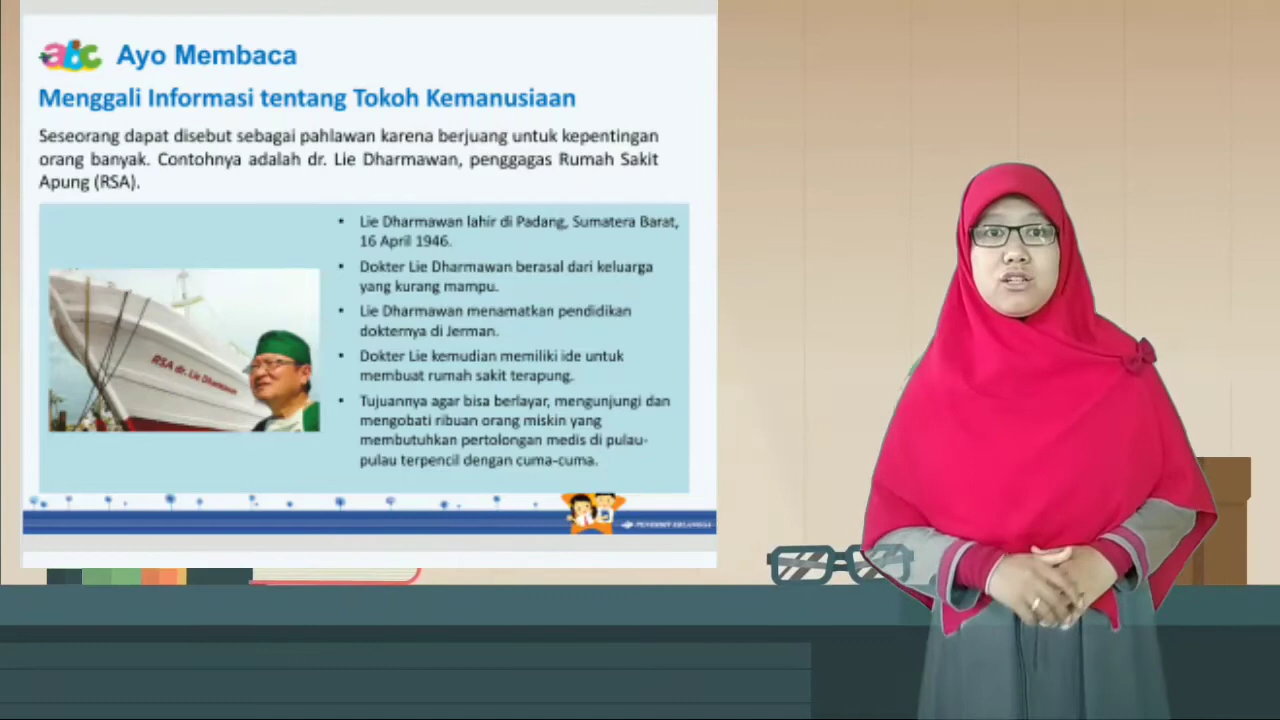 abc Ayo Membaca
Menggali Informasi tentang Tokoh Kemanusiaan
Seseorang dapat disebut sebagai pahlawan karena berjuang untuk kepentingan
orang banyak. Contohnya adalah dr. Lie Dharmawan, penggagas Rumah Sakit
Apung (RSA).
RSA dr. Lie Dharmawan
• Lie Dharmawan lahir di Padang, Sumatera Barat,
16 April 1946.
• Dokter Lie Dharmawan berasal dari keluarga
yang kurang mampu.
• Lie Dharmawan menamatkan pendidikan
dokternya di Jerman.
• Dokter Lie kemudian memiliki ide untuk
membuat rumah sakit terapung.
• Tujuannya agar bisa berlayar, mengunjungi dan
mengobati ribuan orang miskin yang
membutuhkan pertolongan medis di pulau-
pulau terpencil dengan cuma-cuma.
PENERBIT ERLANGGA